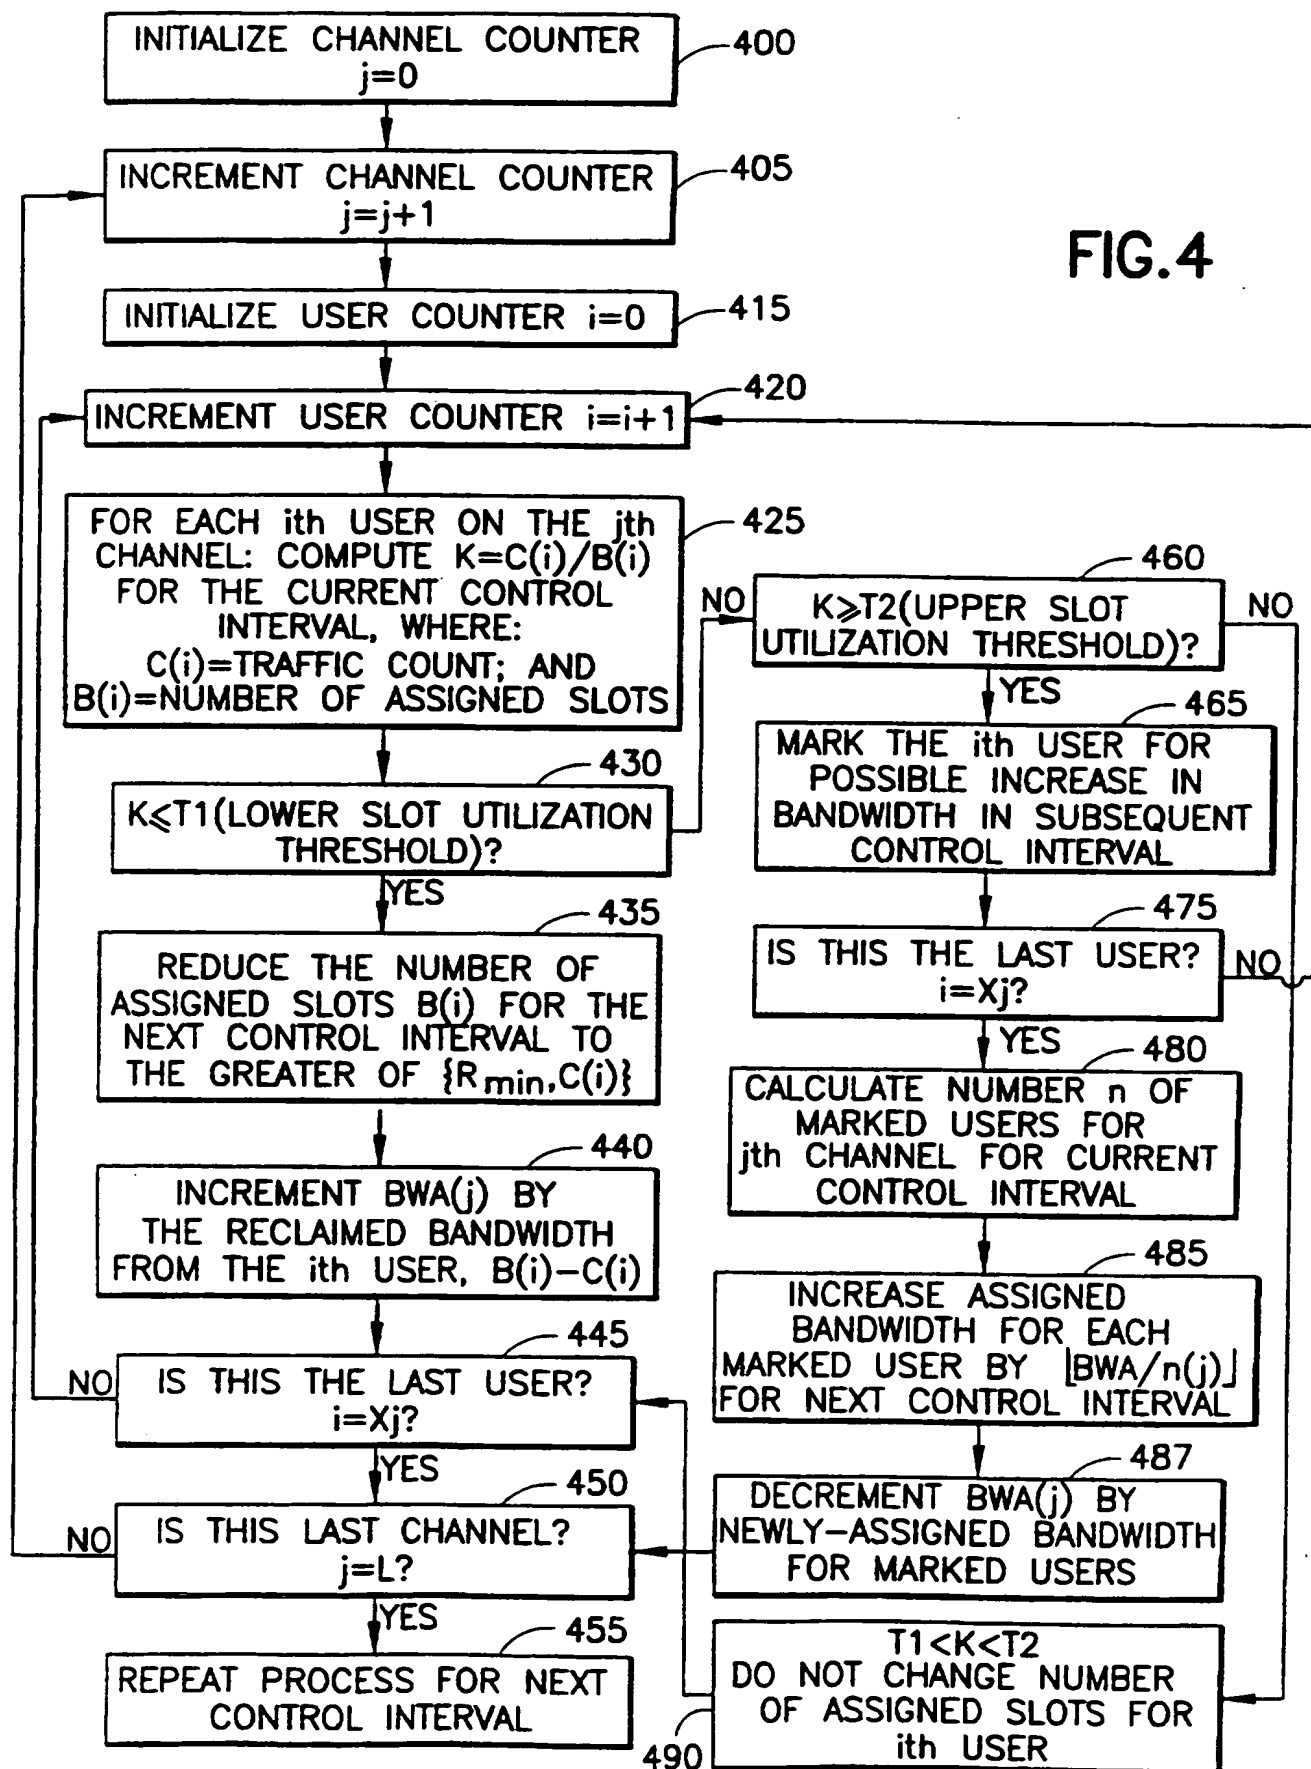 INITIALIZE CHANNEL COUNTER
j=0
400
INCREMENT CHANNEL COUNTER
j=j+1
405
FIG.4
INITIALIZE USER COUNTER i=0
415
INCREMENT USER COUNTER i=i+1
420
FOR EACH ith USER ON THE jth
CHANNEL: COMPUTE K=C(i)/B(i)
FOR THE CURRENT CONTROL
INTERVAL, WHERE:
C(i)=TRAFFIC COUNT; AND
B(i)=NUMBER OF ASSIGNED SLOTS
425
430
K⩽T1(LOWER SLOT UTILIZATION
THRESHOLD)?
NO
YES
435
REDUCE THE NUMBER OF
ASSIGNED SLOTS B(i) FOR THE
NEXT CONTROL INTERVAL TO
THE GREATER OF {Rmin,C(i)}
440
INCREMENT BWA(j) BY
THE RECLAIMED BANDWIDTH
FROM THE ith USER, B(i)-C(i)
445
IS THIS THE LAST USER?
i=Xj?
NO
YES
450
IS THIS LAST CHANNEL?
j=L?
NO
YES
455
REPEAT PROCESS FOR NEXT
CONTROL INTERVAL
460
K⩾T2(UPPER SLOT
UTILIZATION THRESHOLD)?
NO
YES
465
MARK THE ith USER FOR
POSSIBLE INCREASE IN
BANDWIDTH IN SUBSEQUENT
CONTROL INTERVAL
475
IS THIS THE LAST USER?
i=Xj?
NO
YES
480
CALCULATE NUMBER n OF
MARKED USERS FOR
jth CHANNEL FOR CURRENT
CONTROL INTERVAL
485
INCREASE ASSIGNED
BANDWIDTH FOR EACH
MARKED USER BY ⌊BWA/n(j)⌋
FOR NEXT CONTROL INTERVAL
487
DECREMENT BWA(j) BY
NEWLY-ASSIGNED BANDWIDTH
FOR MARKED USERS
T1<K<T2
DO NOT CHANGE NUMBER
OF ASSIGNED SLOTS FOR
ith USER
490